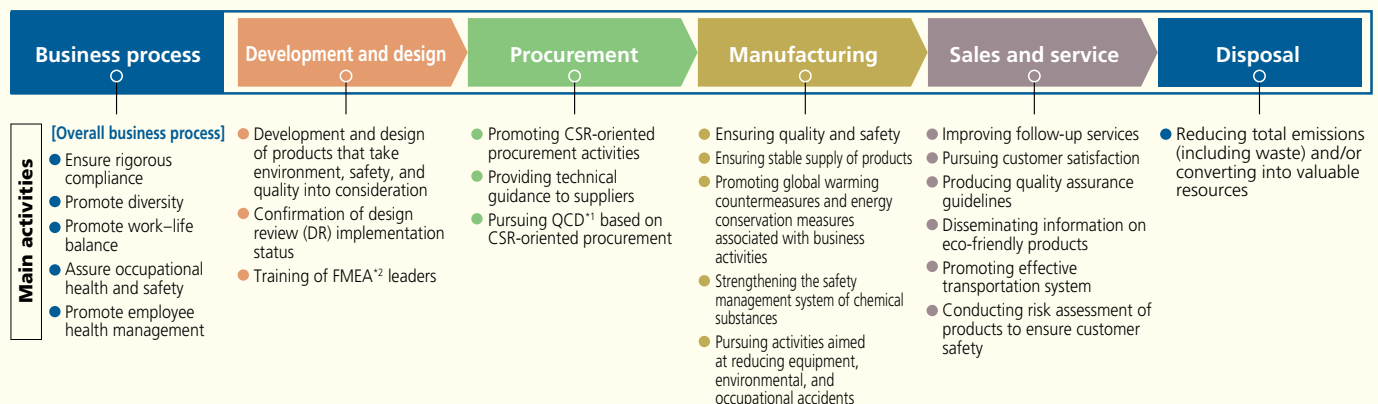 Business process
Development and design
Procurement
Manufacturing
Sales and service
Disposal
Main activities
[Overall business process]
● Ensure rigorous
compliance
● Promote diversity
● Promote work–life
balance
● Assure occupational
health and safety
● Promote employee
health management
● Development and design
of products that take
environment, safety, and
quality into consideration
● Confirmation of design
review (DR) implementation
status
● Training of FMEA*2 leaders
● Promoting CSR-oriented
procurement activities
● Providing technical
guidance to suppliers
● Pursuing QCD*1 based on
CSR-oriented procurement
● Ensuring quality and safety
● Ensuring stable supply of products
● Promoting global warming
countermeasures and energy
conservation measures
associated with business
activities
● Strengthening the safety
management system of chemical
substances
● Pursuing activities aimed
at reducing equipment,
environmental, and
occupational accidents
● Improving follow-up services
● Pursuing customer satisfaction
● Producing quality assurance
guidelines
● Disseminating information on
eco-friendly products
● Promoting effective
transportation system
● Conducting risk assessment of
products to ensure customer
safety
● Reducing total emissions
(including waste) and/or
converting into valuable
resources